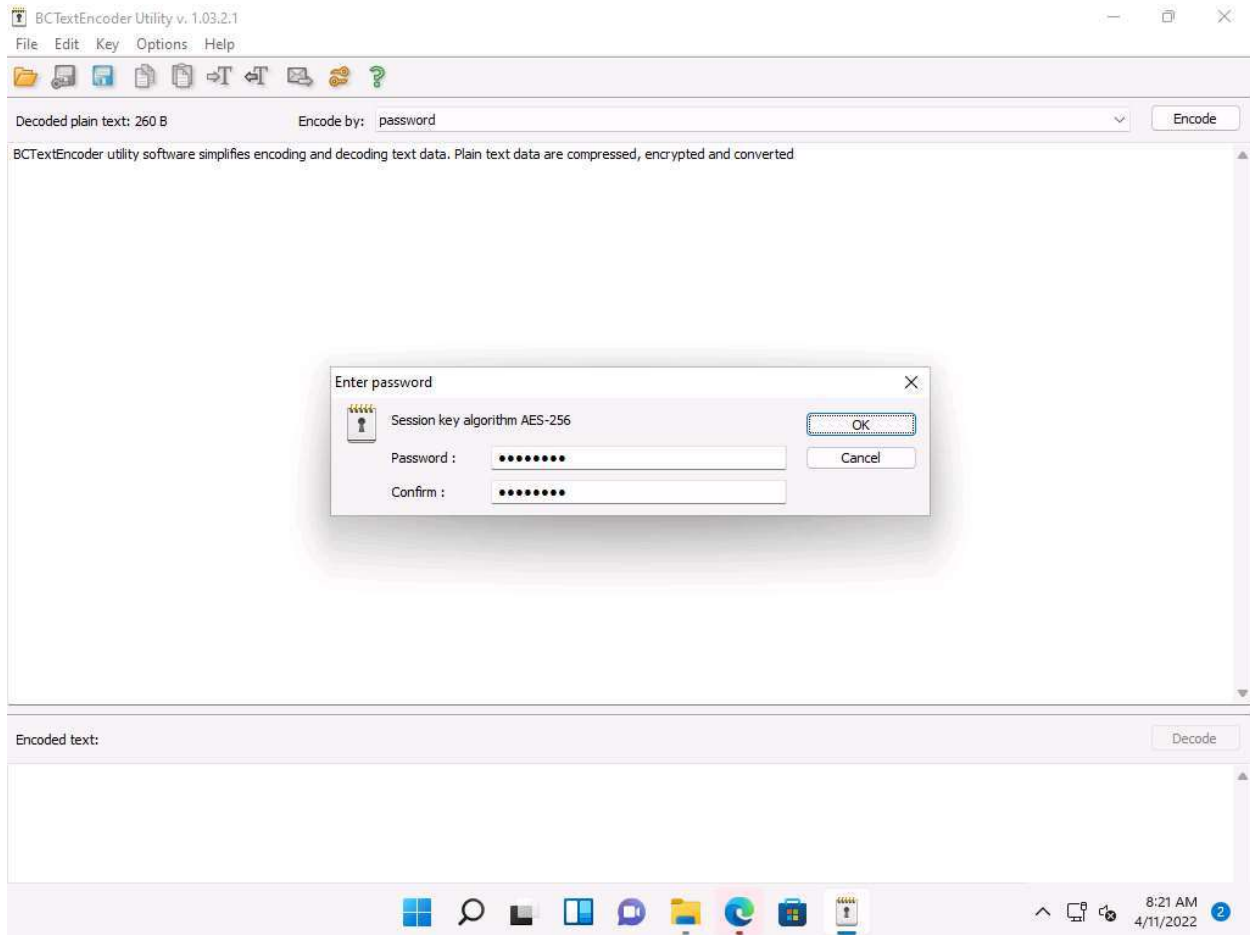 BCTextEncoder Utility v. 1.03.2.1
File Edit Key Options Help
Decoded plain text: 260 B Encode by: password Encode
BCTextEncoder utility software simplifies encoding and decoding text data. Plain text data are compressed, encrypted and converted
Enter password
Session key algorithm AES-256 OK
Password : •••••••• Cancel
Confirm : ••••••••
Encoded text: Decode
8:21 AM
4/11/2022 2